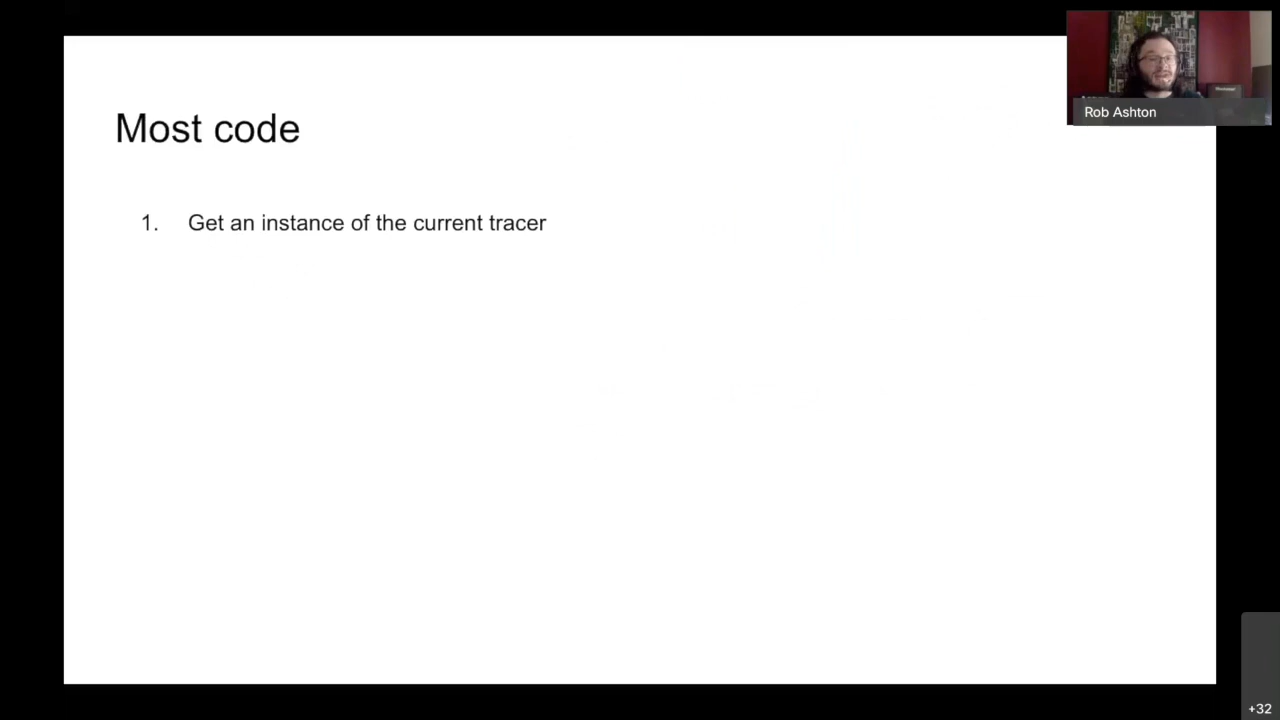 Most code
1. Get an instance of the current tracer
Rob Ashton
+32